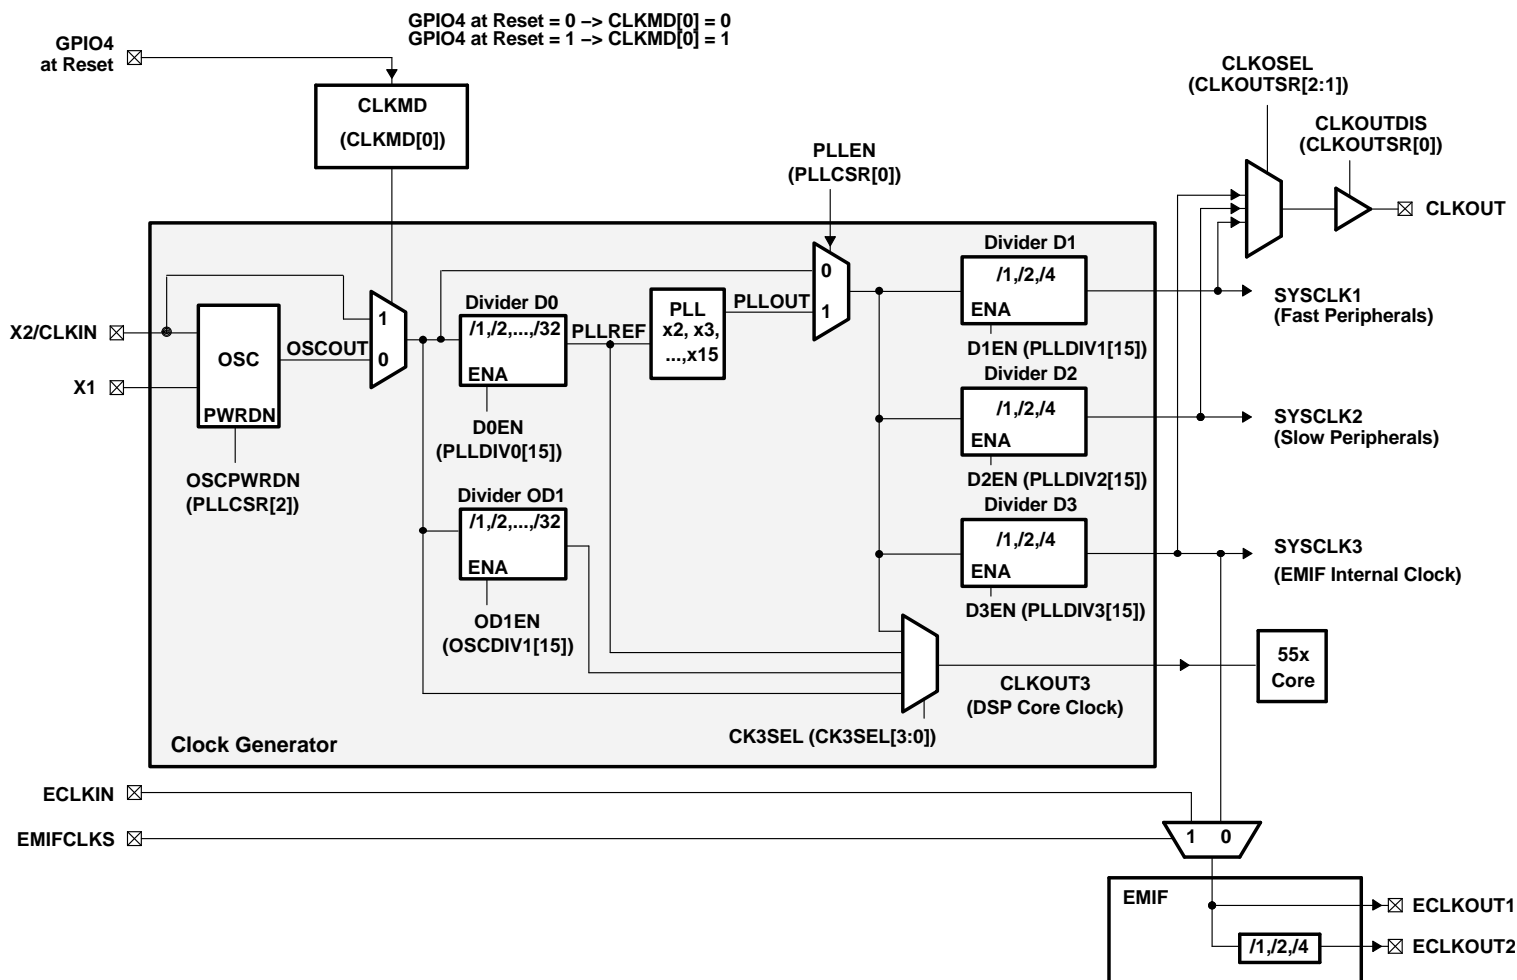 GPIO4 at Reset = 0 –> CLKMD[0] = 0
GPIO4 at Reset = 1 –> CLKMD[0] = 1
GPIO4
at Reset
CLKMD
(CLKMD[0])
CLKOSEL
(CLKOUTSR[2:1])
CLKOUTDIS
(CLKOUTSR[0])
CLKOUT
PLLEN
(PLLCSR[0])
X2/CLKIN
X1
OSC
PWRDN
OSCOUT
1
0
OSCPWRDN
(PLLCSR[2])
Divider D0
/1,/2,...,/32
ENA
D0EN
(PLLDIV0[15])
PLLREF
PLL
x2, x3,
...,x15
PLLOUT
0
1
Divider D1
/1,/2,/4
ENA
D1EN (PLLDIV1[15])
SYSCLK1
(Fast Peripherals)
Divider D2
/1,/2,/4
ENA
D2EN (PLLDIV2[15])
SYSCLK2
(Slow Peripherals)
Divider OD1
/1,/2,...,/32
ENA
OD1EN
(OSCDIV1[15])
Divider D3
/1,/2,/4
ENA
D3EN (PLLDIV3[15])
SYSCLK3
(EMIF Internal Clock)
CLKOUT3
(DSP Core Clock)
55x
Core
CK3SEL (CK3SEL[3:0])
Clock Generator
ECLKIN
EMIFCLKS
1 0
EMIF
ECLKOUT1
/1,/2,/4
ECLKOUT2